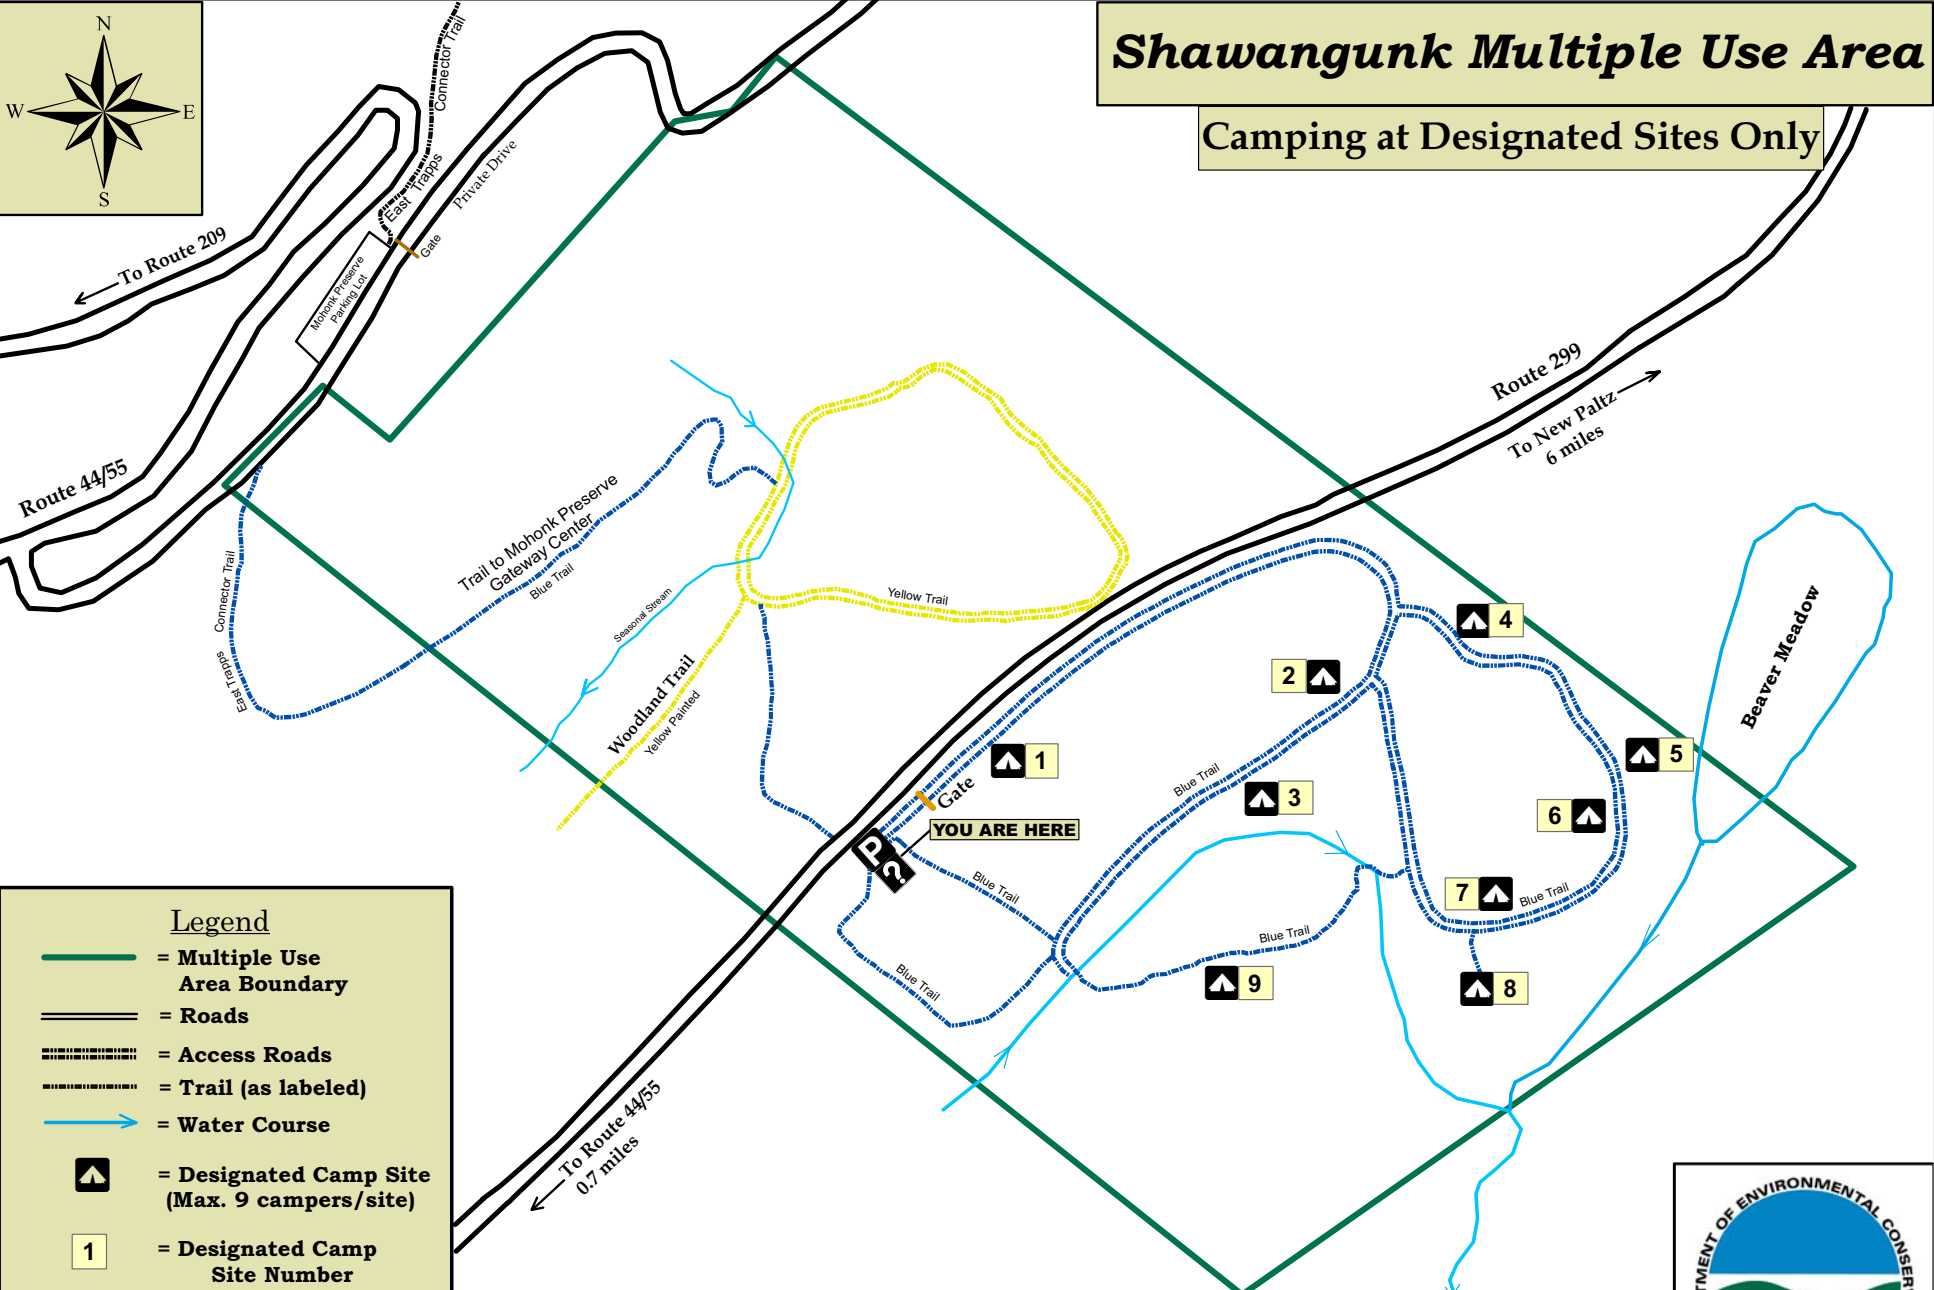 Shawangunk Multiple Use Area
Camping at Designated Sites Only
N
W
E
S
Connector Trail
East Trapps
Private Drive
Gate
To Route 209
Mohonk Preserve
Parking Lot
Route 44/55
Route 299
To New Paltz
6 miles
Trail to Mohonk Preserve
Gateway Center
Blue Trail
Connector Trail
East Trapps
Seasonal Stream
Yellow Trail
Woodland Trail
Yellow Painted
Beaver Meadow
4
2
1
5
Blue Trail
3
6
Gate
YOU ARE HERE
P
?
Blue Trail
7
Blue Trail
Blue Trail
Blue Trail
9
8
To Route 44/55
0.7 miles
Legend
= Multiple Use
Area Boundary
= Roads
= Access Roads
= Trail (as labeled)
= Water Course
= Designated Camp Site
(Max. 9 campers/site)
1
= Designated Camp
Site Number
TMENT OF ENVIRONMENTAL CONSER